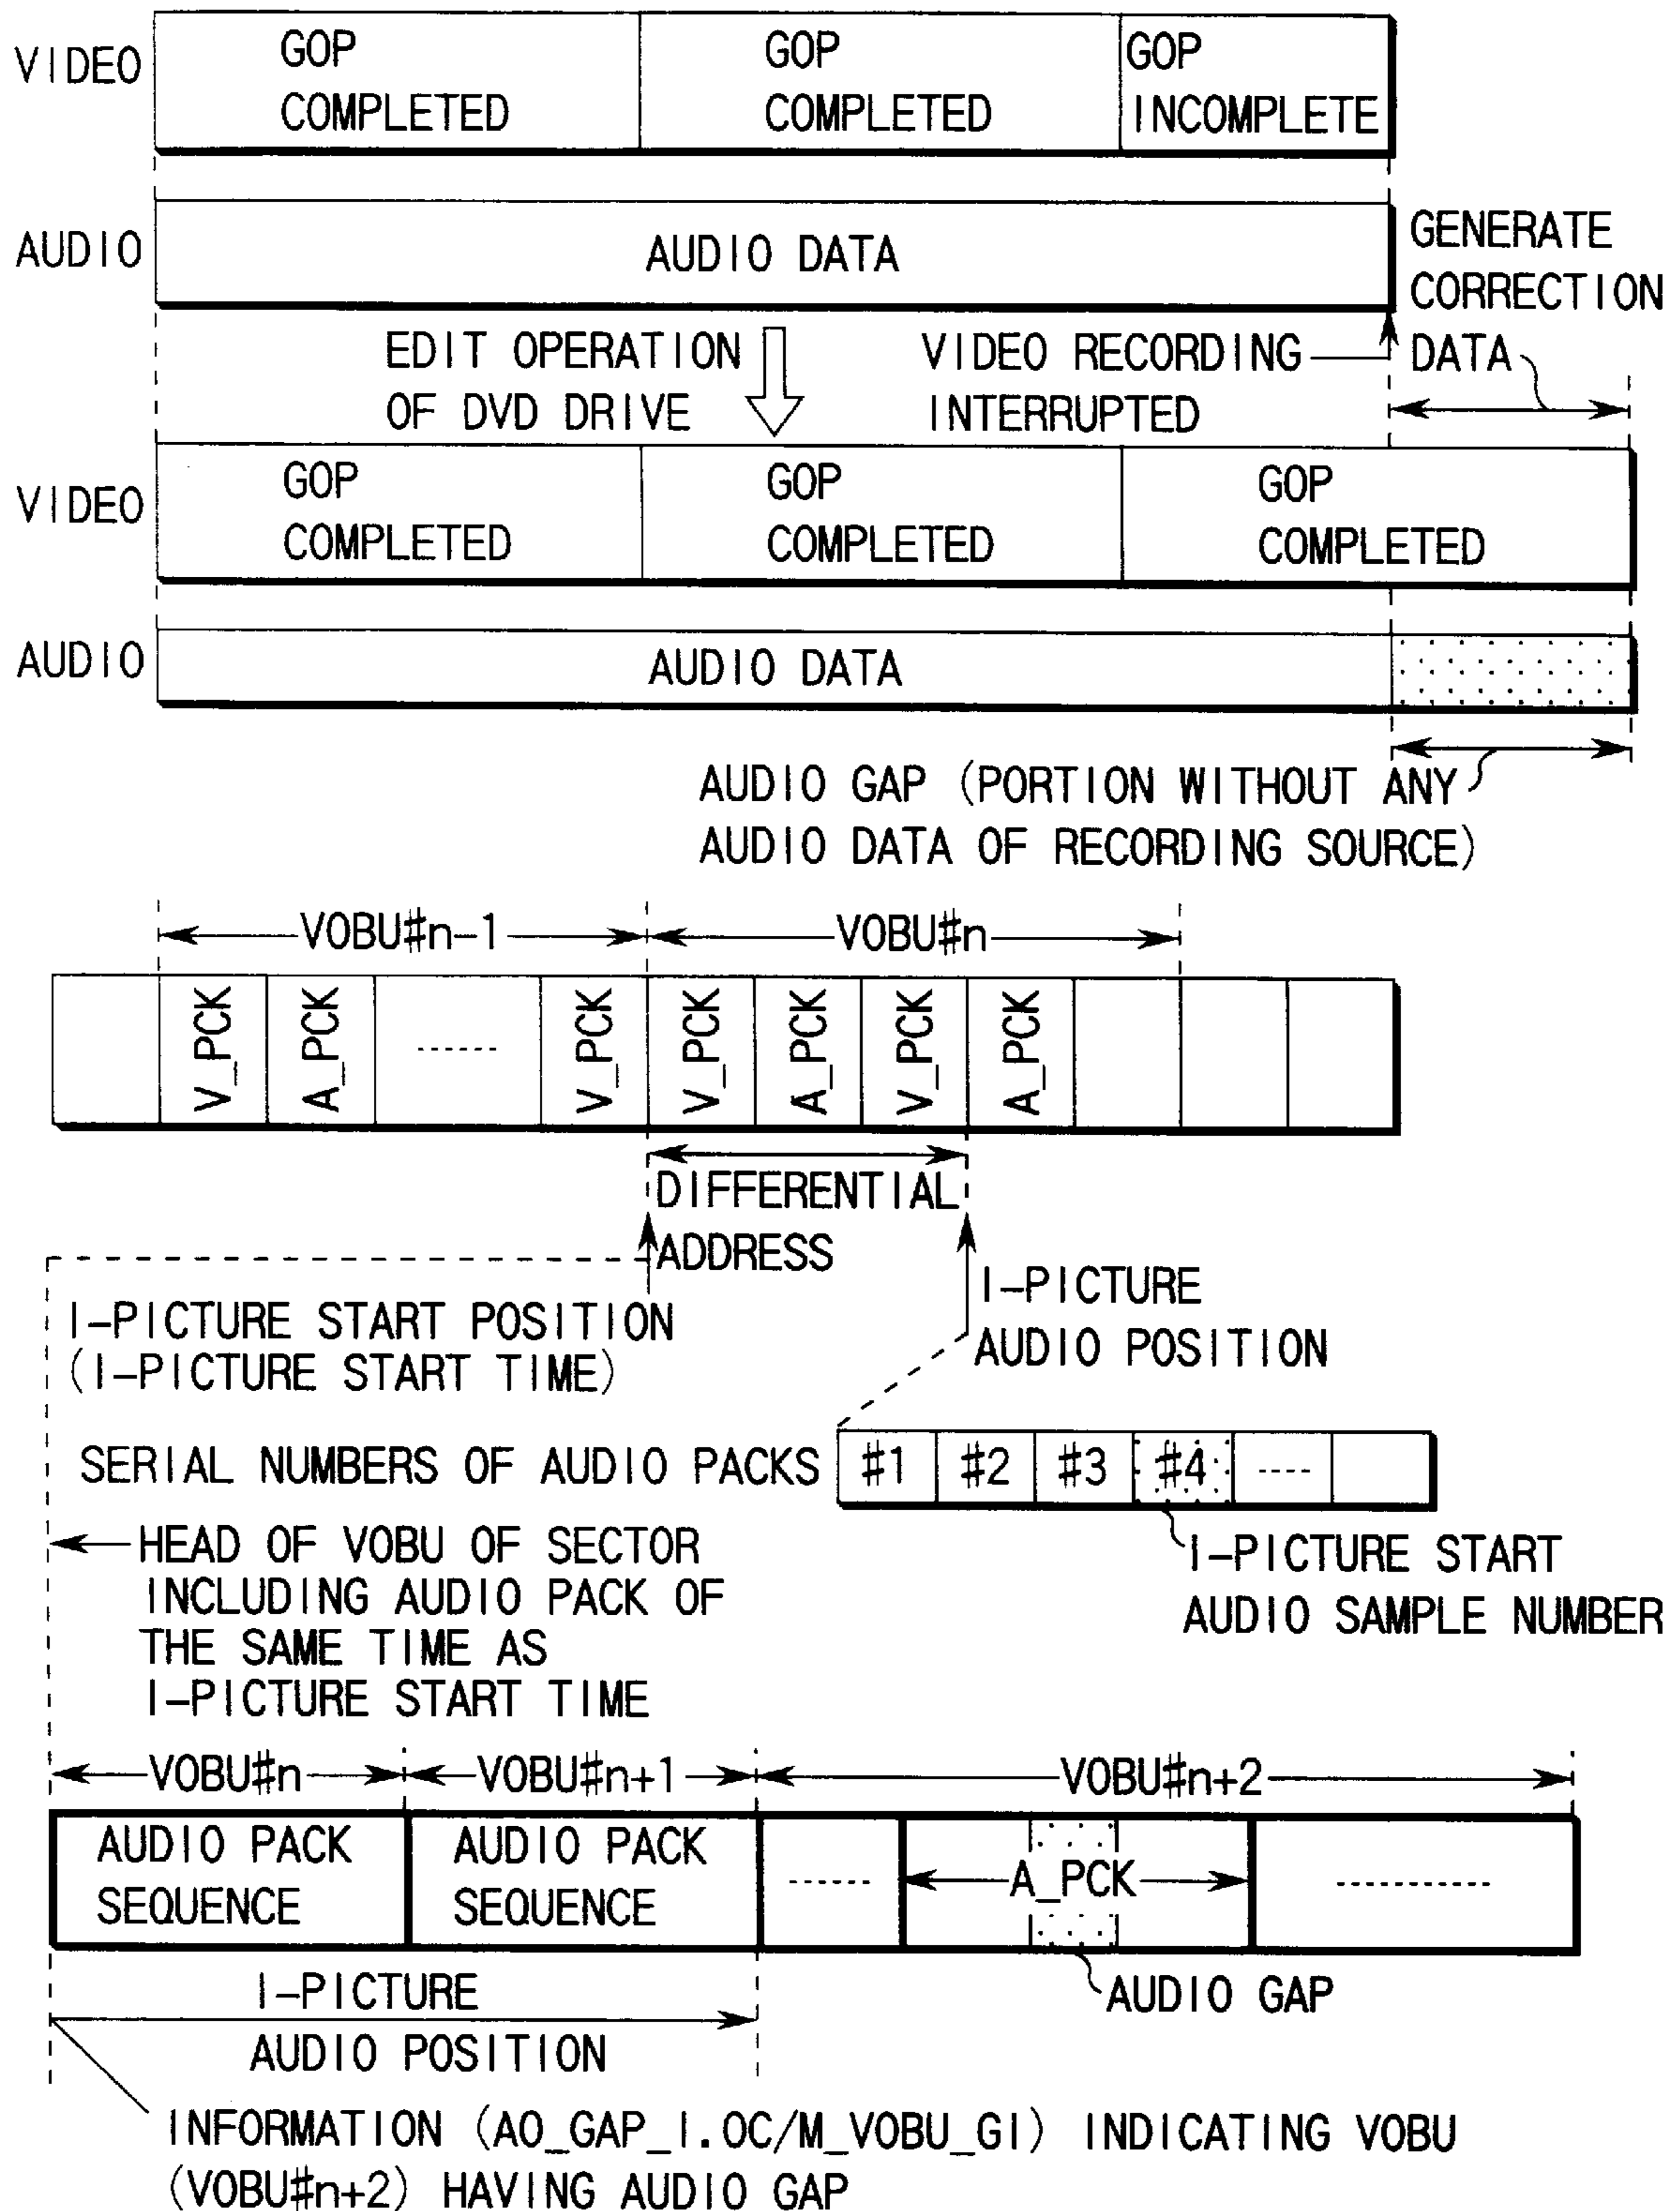 VIDEO
GOP
COMPLETED
GOP
COMPLETED
GOP
INCOMPLETE
AUDIO
AUDIO DATA
GENERATE
CORRECTION
DATA
EDIT OPERATION
OF DVD DRIVE
VIDEO RECORDING
INTERRUPTED
VIDEO
GOP
COMPLETED
GOP
COMPLETED
GOP
COMPLETED
AUDIO
AUDIO DATA
AUDIO GAP (PORTION WITHOUT ANY
AUDIO DATA OF RECORDING SOURCE)
VOBU#n-1
VOBU#n
V_PCK
A_PCK
V_PCK
V_PCK
A_PCK
V_PCK
A_PCK
DIFFERENTIAL
ADDRESS
I-PICTURE START POSITION
(I-PICTURE START TIME)
I-PICTURE
AUDIO POSITION
SERIAL NUMBERS OF AUDIO PACKS
#1
#2
#3
#4
HEAD OF VOBU OF SECTOR
INCLUDING AUDIO PACK OF
THE SAME TIME AS
I-PICTURE START TIME
I-PICTURE START
AUDIO SAMPLE NUMBER
VOBU#n
VOBU#n+1
VOBU#n+2
AUDIO PACK
SEQUENCE
AUDIO PACK
SEQUENCE
A_PCK
AUDIO GAP
I-PICTURE
AUDIO POSITION
INFORMATION (AO_GAP_I.OC/M_VOBU_GI) INDICATING VOBU
(VOBU#n+2) HAVING AUDIO GAP